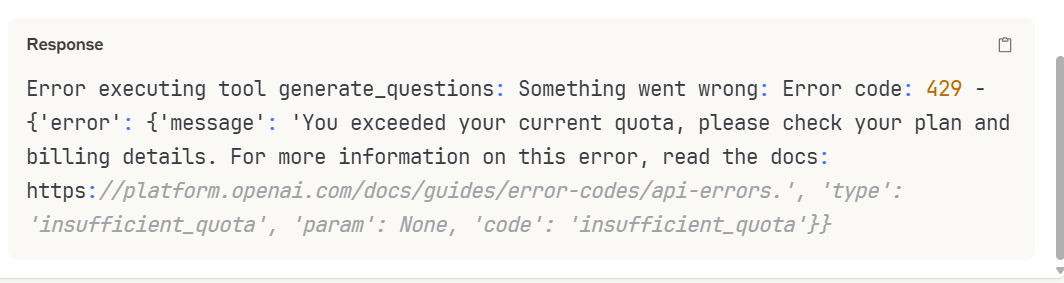 Response
Error executing tool generate_questions: Something went wrong: Error code: 429 -
{'error': {'message': 'You exceeded your current quota, please check your plan and
billing details. For more information on this error, read the docs:
https://platform.openai.com/docs/guides/error-codes/api-errors.', 'type':
'insufficient_quota', 'param': None, 'code': 'insufficient_quota'}}